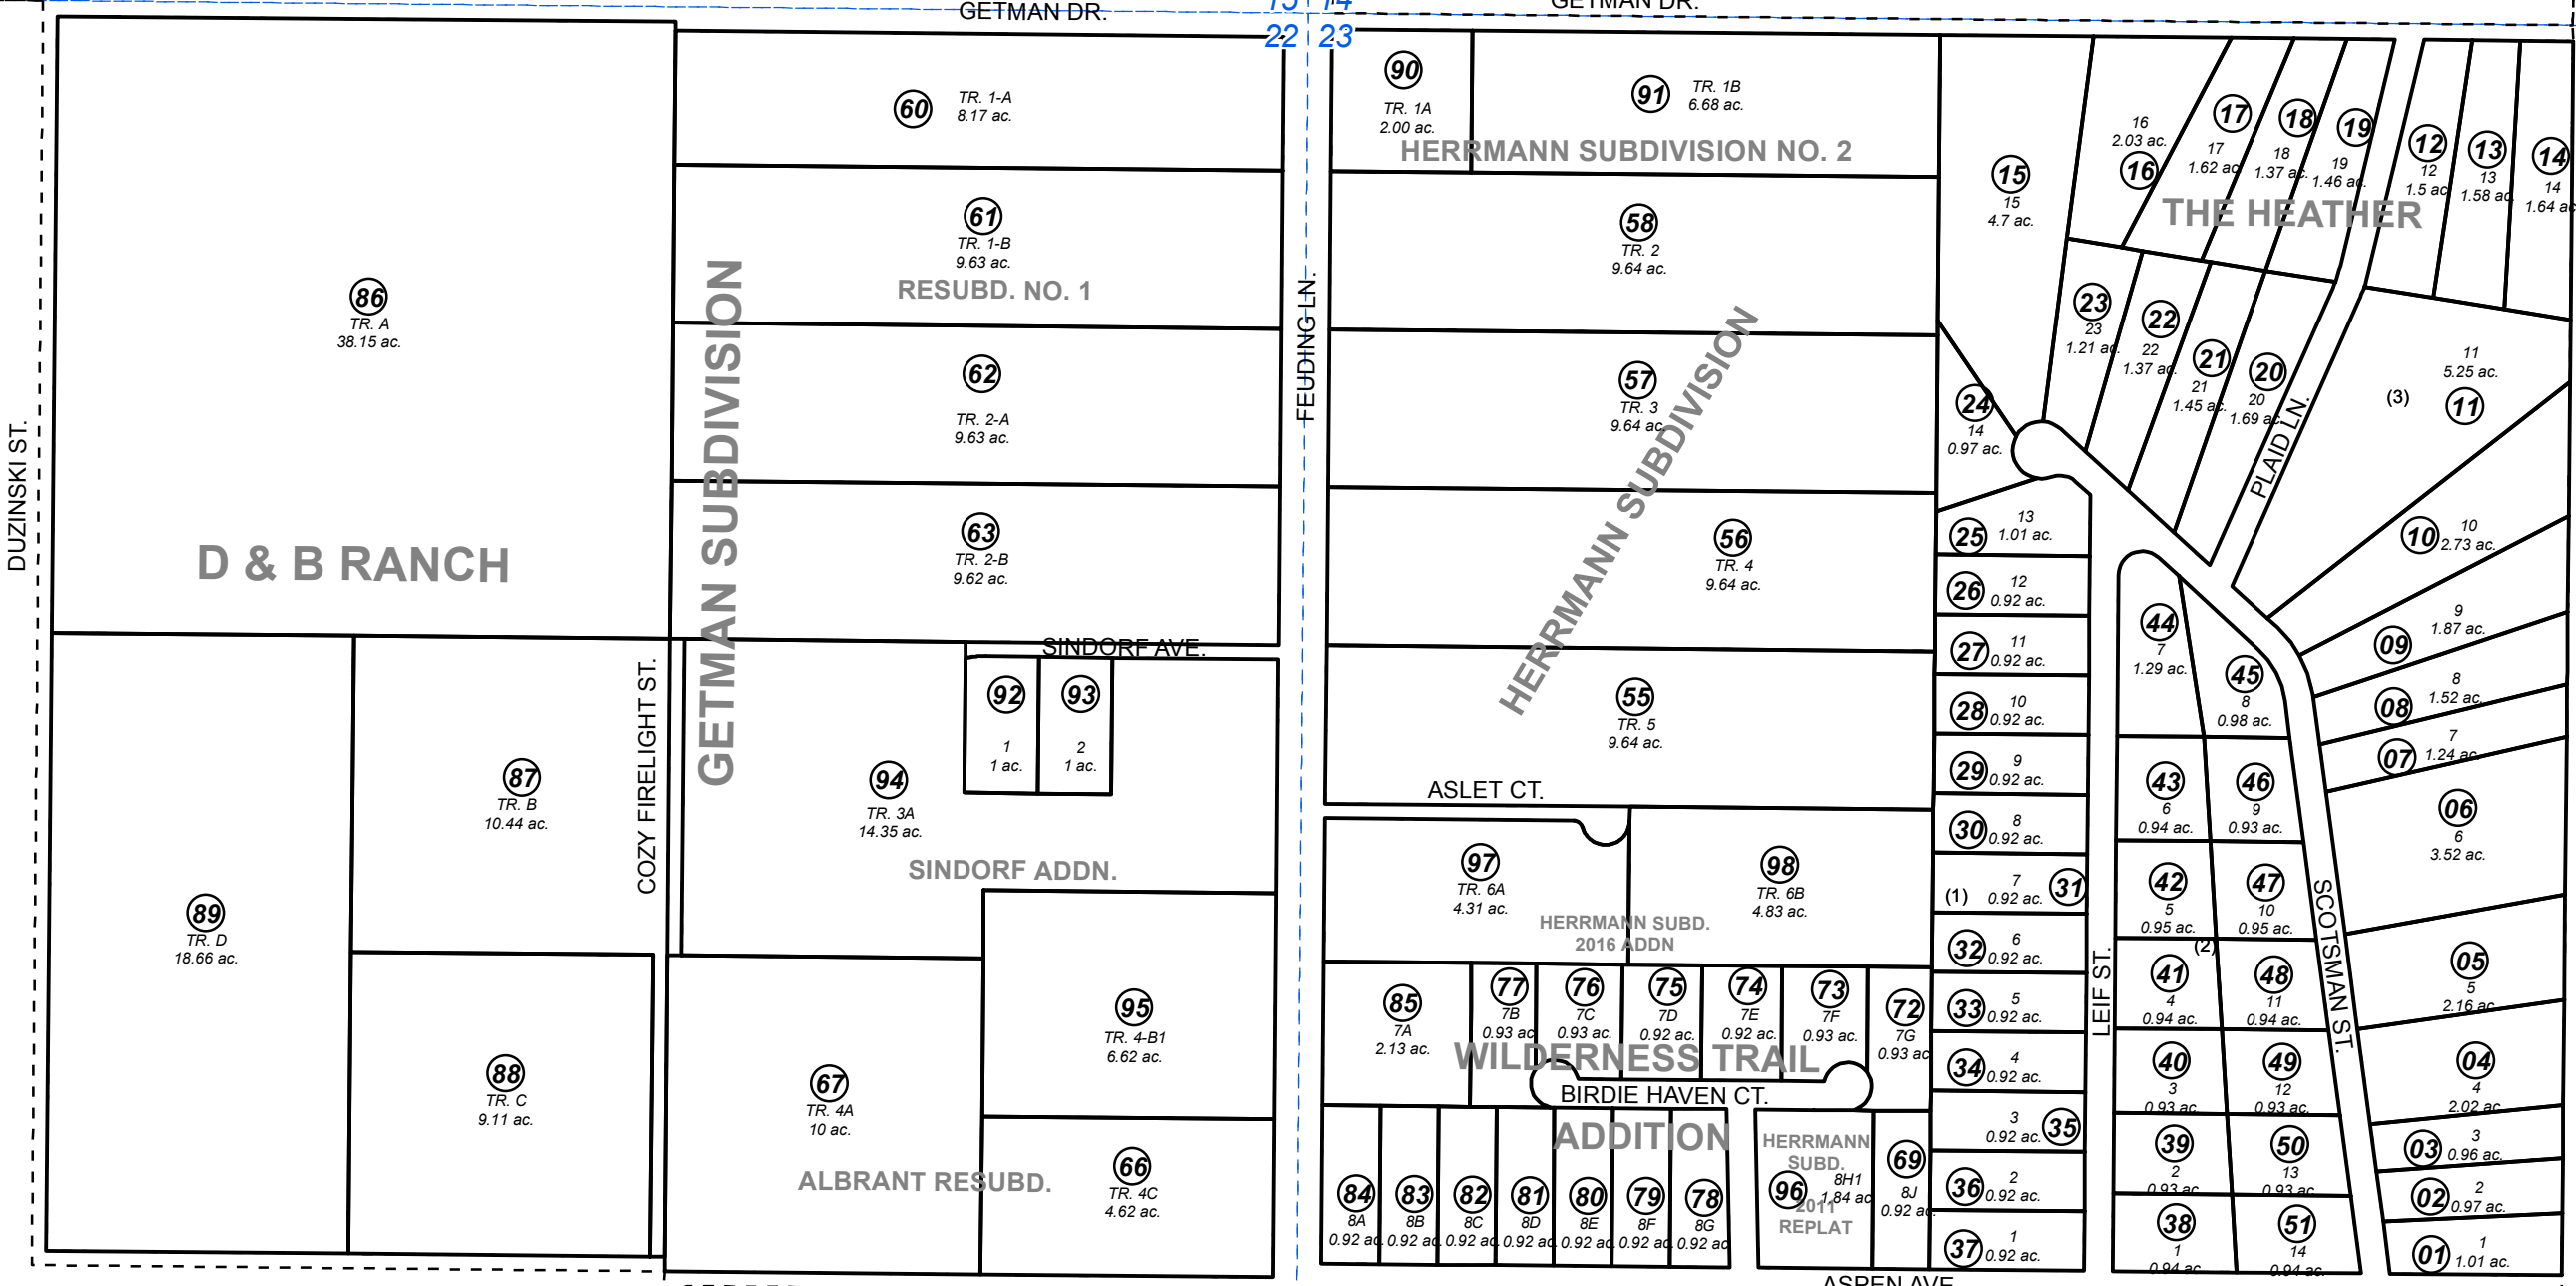 GETMAN DR.
15 14
GETMAN DR.
22 23
DUZINSKI ST.
86
TR. A
38.15 ac.
D & B RANCH
89
TR. D
18.66 ac.
87
TR. B
10.44 ac.
88
TR. C
9.11 ac.
COZY FIRELIGHT ST.
GETMAN SUBDIVISION
60
TR. 1-A
8.17 ac.
61
TR. 1-B
9.63 ac.
RESUBD. NO. 1
62
TR. 2-A
9.63 ac.
63
TR. 2-B
9.62 ac.
SINDORF AVE.
92
1
1 ac.
93
2
1 ac.
94
TR. 3A
14.35 ac.
SINDORF ADDN.
95
TR. 4-B1
6.62 ac.
67
TR. 4A
10 ac.
ALBRANT RESUBD.
66
TR. 4C
4.62 ac.
FEUDING LN.
90
TR. 1A
2.00 ac.
91
TR. 1B
6.68 ac.
HERRMANN SUBDIVISION NO. 2
58
TR. 2
9.64 ac.
57
TR. 3
9.64 ac.
HERRMANN SUBDIVISION
56
TR. 4
9.64 ac.
55
TR. 5
9.64 ac.
ASLET CT.
97
TR. 6A
4.31 ac.
98
TR. 6B
4.83 ac.
HERRMANN SUBD.
2016 ADDN
85
7A
2.13 ac.
77
7B
0.93 ac.
76
7C
0.93 ac.
75
7D
0.92 ac.
74
7E
0.92 ac.
73
7F
0.93 ac.
72
7G
0.93 ac.
WILDERNESS TRAIL
BIRDIE HAVEN CT.
ADDITION
84
8A
0.92 ac.
83
8B
0.92 ac.
82
8C
0.92 ac.
81
8D
0.92 ac.
80
8E
0.92 ac.
79
8F
0.92 ac.
78
8G
0.92 ac.
HERRMANN
SUBD.
2011
REPLAT
96
8H1
1.84 ac.
69
8J
0.92 ac.
ASPEN AVE.
15
15
4.7 ac.
16
2.03 ac.
16
17
17
1.62 ac.
18
18
1.37 ac.
19
19
1.46 ac.
12
12
1.5 ac.
13
13
1.58 ac.
14
14
1.64 ac.
THE HEATHER
23
23
1.21 ac.
22
22
1.37 ac.
21
21
1.45 ac.
20
20
1.69 ac.
PLAID LN.
11
5.25 ac.
(3)
11
24
14
0.97 ac.
10
10
2.73 ac.
25
13
1.01 ac.
26
12
0.92 ac.
27
11
0.92 ac.
28
10
0.92 ac.
29
9
0.92 ac.
30
8
0.92 ac.
(1)
7
0.92 ac.
31
32
6
0.92 ac.
33
5
0.92 ac.
34
4
0.92 ac.
3
0.92 ac.
35
36
2
0.92 ac.
37
1
0.92 ac.
LEIF ST.
44
7
1.29 ac.
45
8
0.98 ac.
43
6
0.94 ac.
46
9
0.93 ac.
42
5
0.95 ac.
47
10
0.95 ac.
(2)
41
4
0.94 ac.
48
11
0.94 ac.
40
3
0.93 ac.
49
12
0.93 ac.
39
2
0.93 ac.
50
13
0.93 ac.
38
1
0.94 ac.
51
14
0.94 ac.
SCOTSMAN ST.
09
9
1.87 ac.
08
8
1.52 ac.
07
7
1.24 ac.
06
6
3.52 ac.
05
5
2.16 ac.
04
4
2.02 ac.
03
3
0.96 ac.
02
2
0.97 ac.
01
1
1.01 ac.